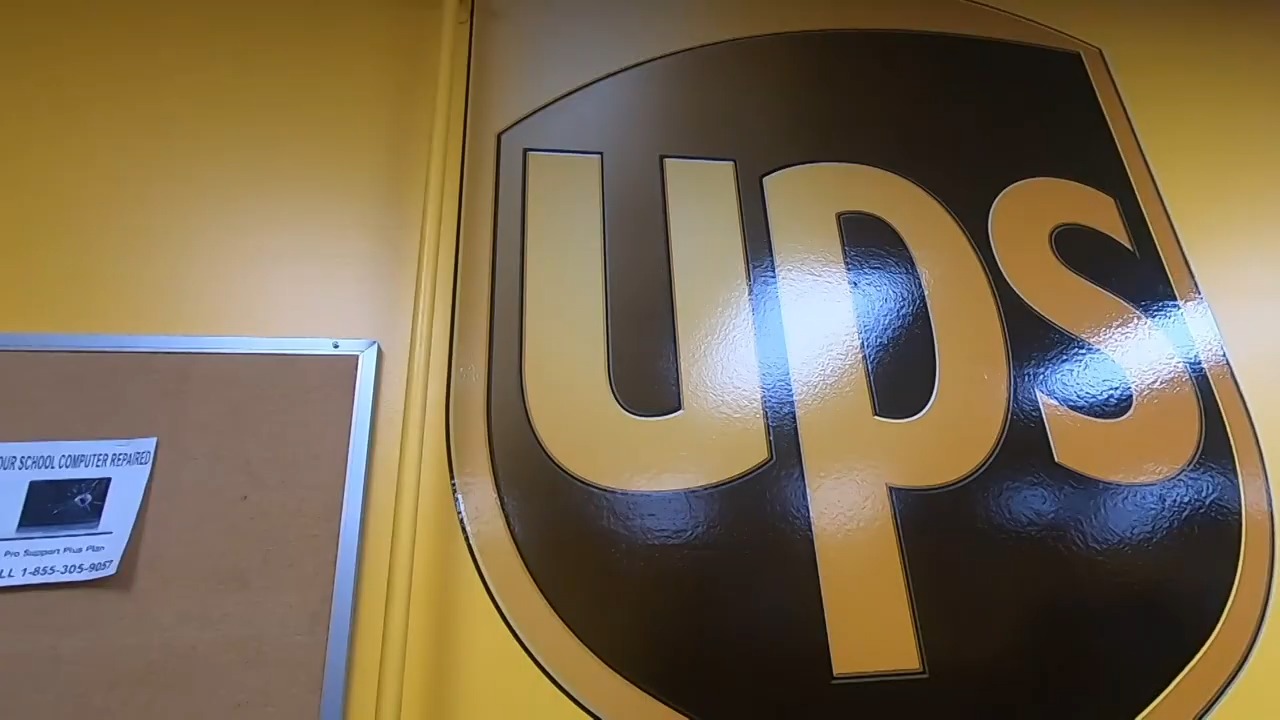 ups
OUR SCHOOL COMPUTER REPAIRED
Pro Support Plus Plan
LL 1-855-305-9057